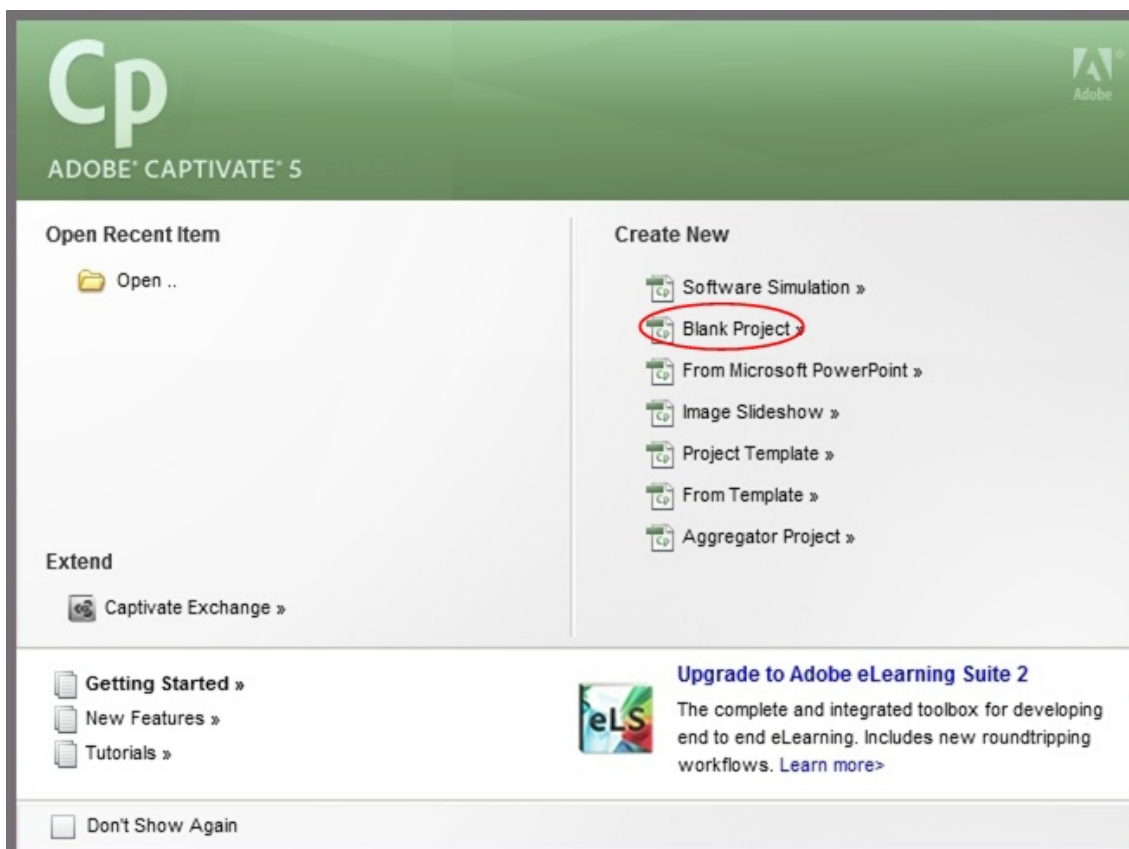 Cp
Adobe
ADOBE® CAPTIVATE® 5
Open Recent Item
Open ..
Extend
Captivate Exchange »
Create New
Software Simulation »
Blank Project »
From Microsoft PowerPoint »
Image Slideshow »
Project Template »
From Template »
Aggregator Project »
Getting Started »
New Features »
Tutorials »
eLS
Upgrade to Adobe eLearning Suite 2
The complete and integrated toolbox for developing
end to end eLearning. Includes new roundtripping
workflows. Learn more>
Don't Show Again